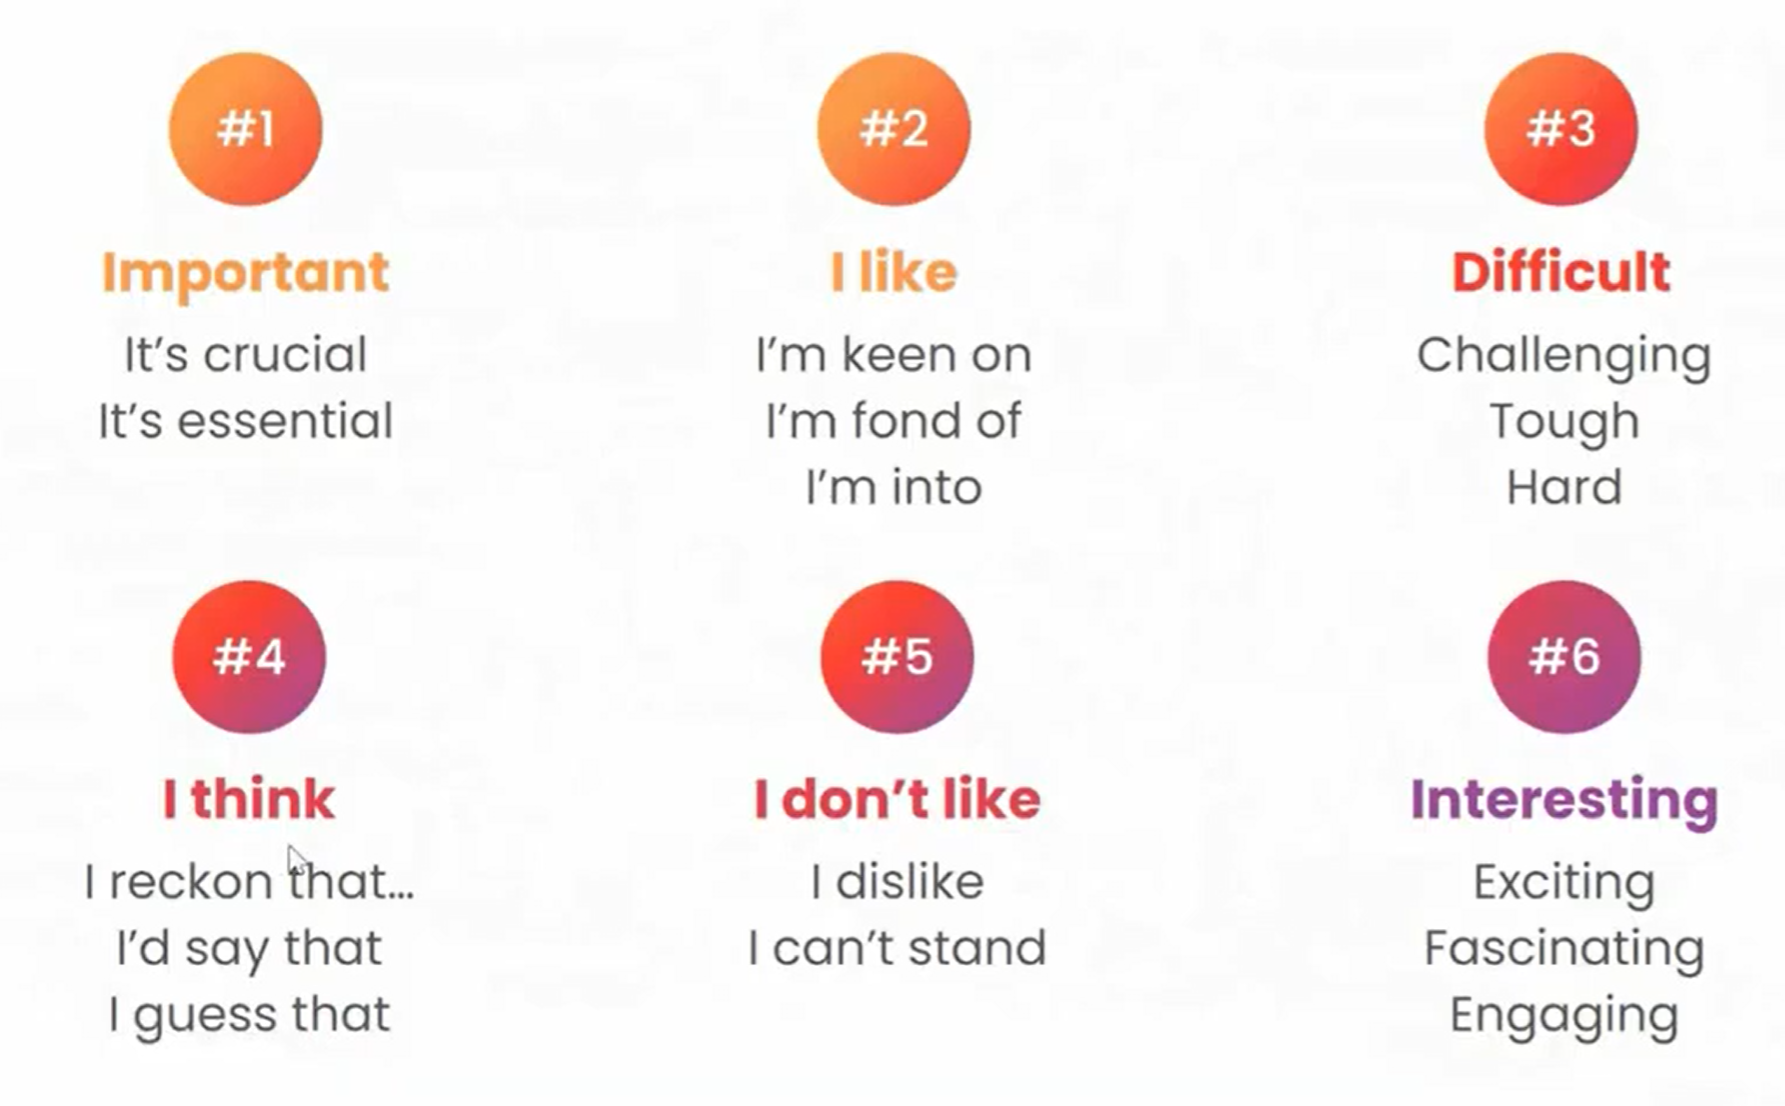 #1
Important
It's crucial
It's essential
#2
I like
I'm keen on
I'm fond of
I'm into
#3
Difficult
Challenging
Tough
Hard
#4
I think
I reckon that...
I'd say that
I guess that
#5
I don't like
I dislike
I can't stand
#6
Interesting
Exciting
Fascinating
Engaging